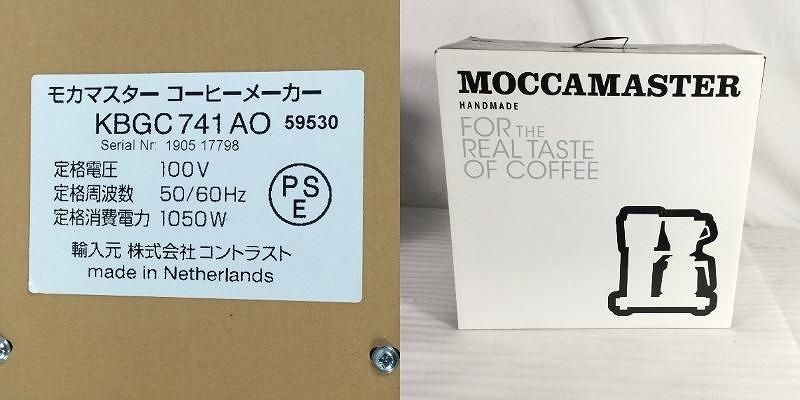 モカマスター コーヒーメーカー
KBGC 741 AO 59530
Serial Nr: 1905 17798
定格電圧 100V
定格周波数 50/60Hz
定格消費電力 1050W
PS
E
輸入元 株式会社コントラスト
made in Netherlands
MOCCAMASTER
HANDMADE
FOR THE
REAL TASTE
OF COFFEE